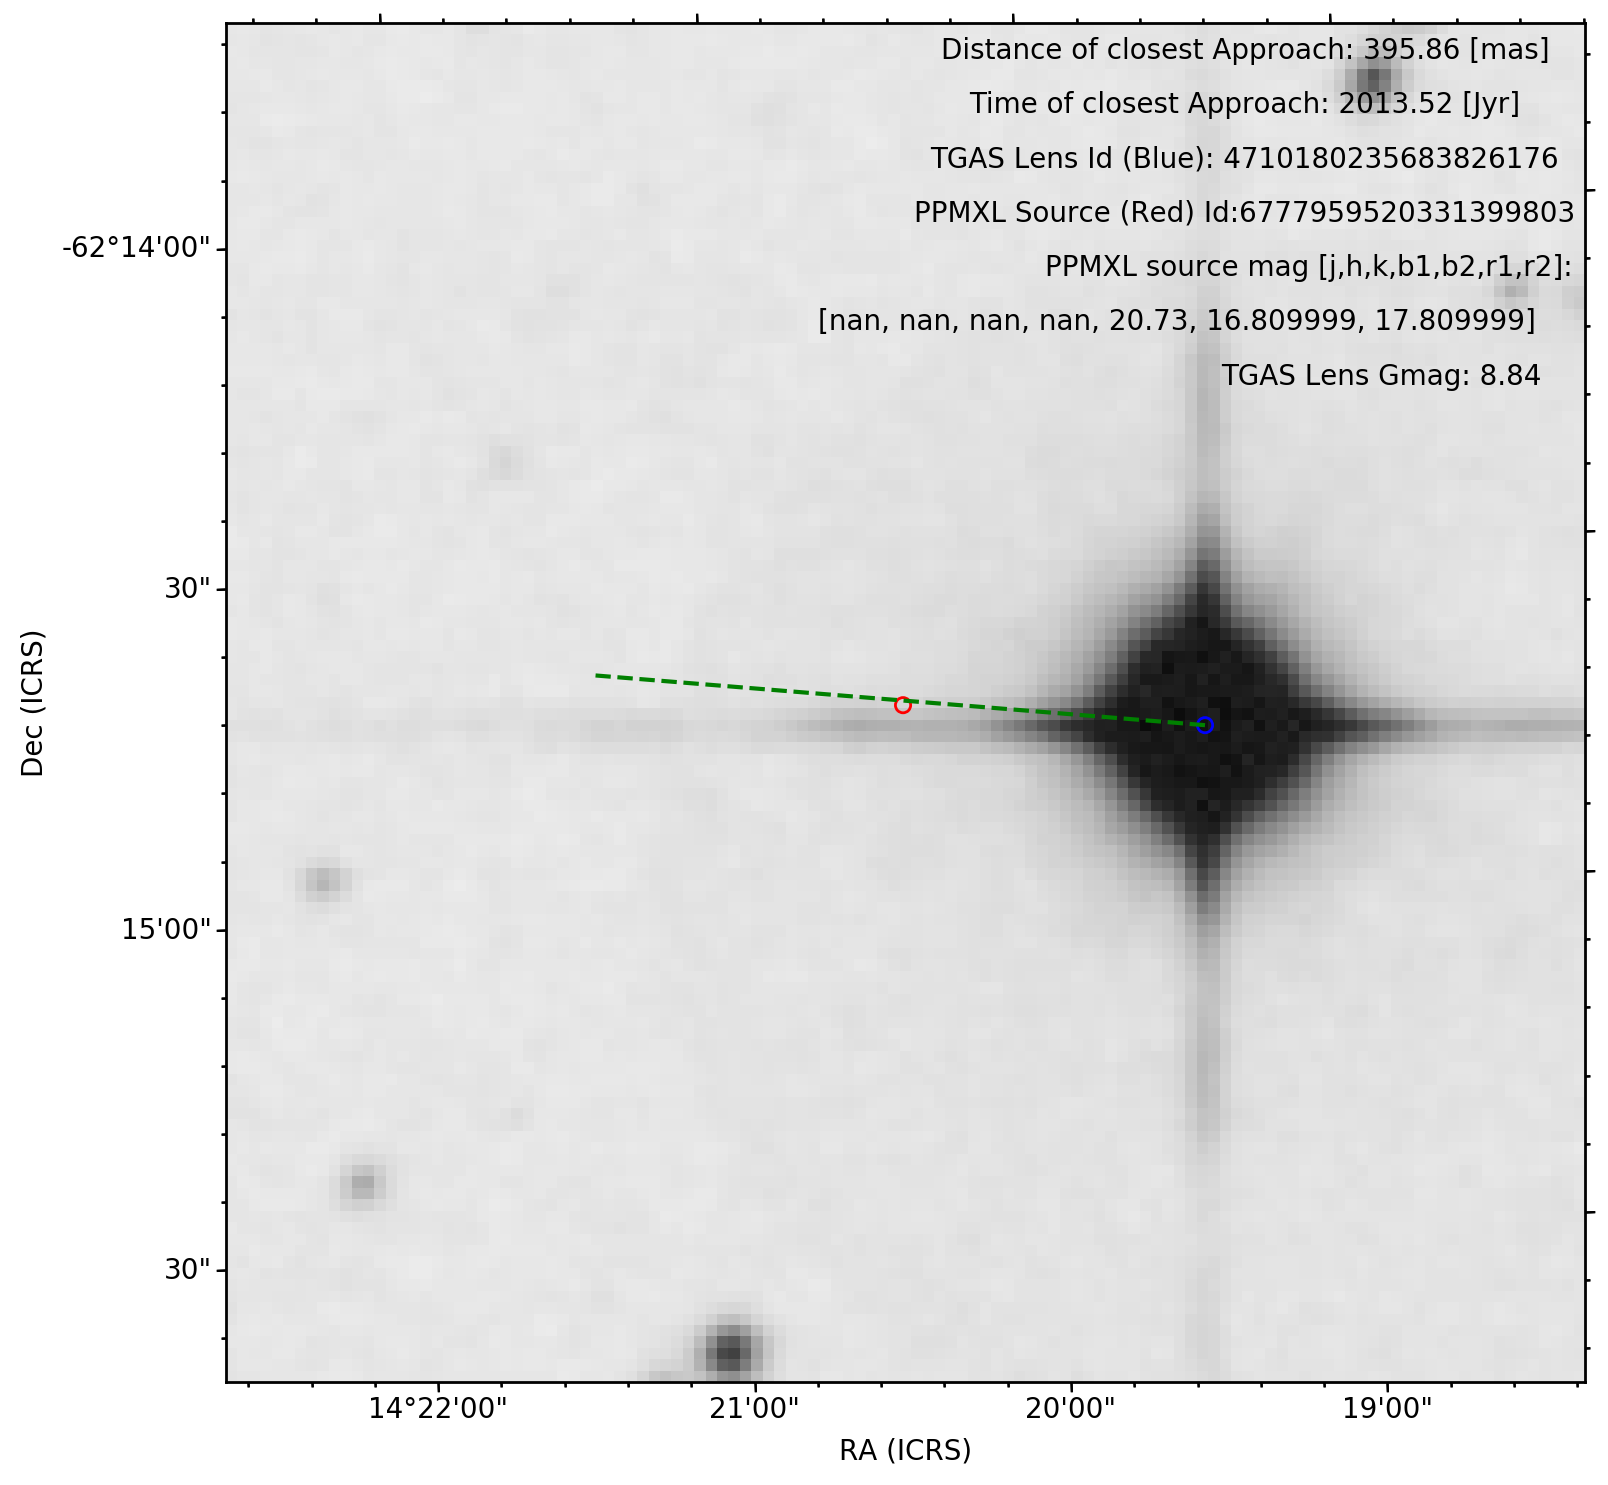 Distance of closest Approach: 395.86 [mas]
Time of closest Approach: 2013.52 [Jyr]
TGAS Lens Id (Blue): 4710180235683826176
PPMXL Source (Red) Id:6777959520331399803
PPMXL source mag [j,h,k,b1,b2,r1,r2]:
[nan, nan, nan, nan, 20.73, 16.809999, 17.809999]
TGAS Lens Gmag: 8.84
-62°14'00"
30"
15'00"
30"
Dec (ICRS)
14°22'00" 21'00" 20'00" 19'00"
RA (ICRS)